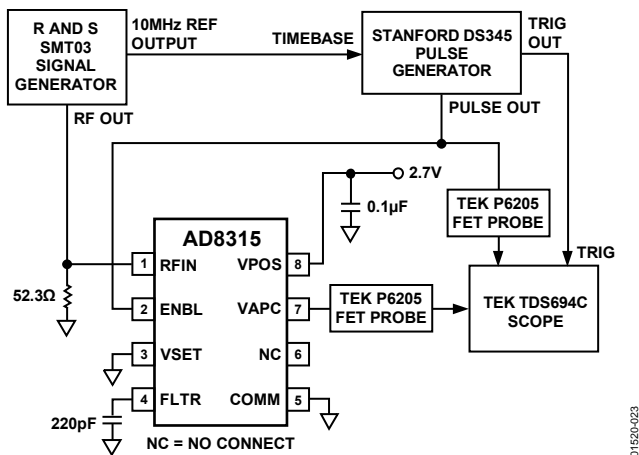 R AND S
SMT03
SIGNAL
GENERATOR
10MHz REF
OUTPUT
TIMEBASE
STANFORD DS345
PULSE
GENERATOR
TRIG
OUT
RF OUT
PULSE OUT
2.7V
0.1µF
TEK P6205
FET PROBE
TRIG
AD8315
1 RFIN VPOS 8
52.3Ω
2 ENBL VAPC 7
TEK P6205
FET PROBE
TEK TDS694C
SCOPE
3 VSET NC 6
4 FLTR COMM 5
220pF
NC = NO CONNECT
01520-023